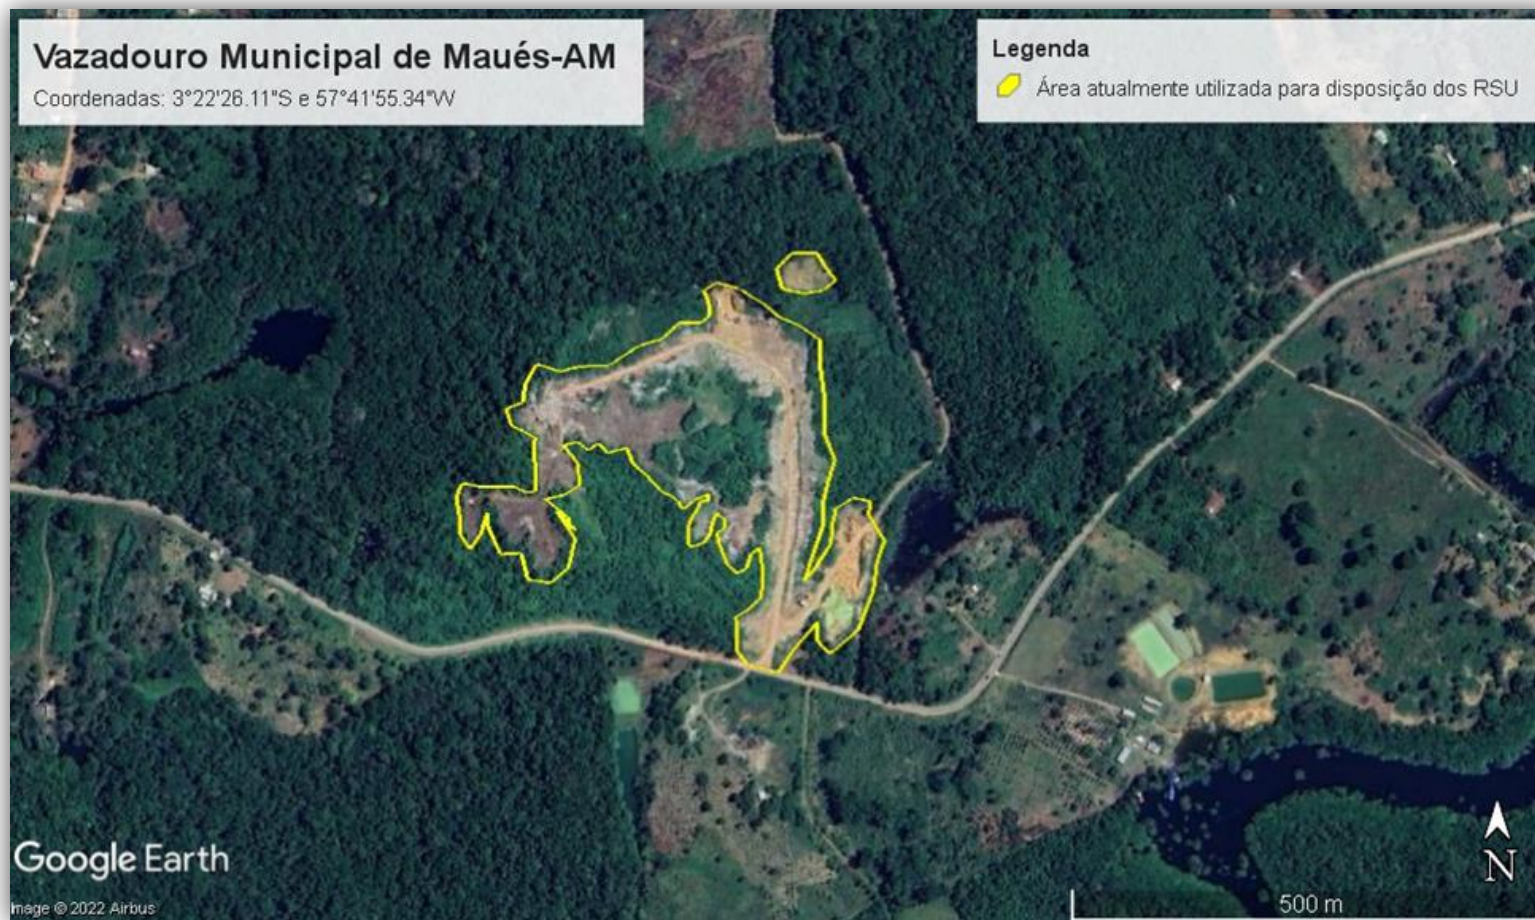 Vazadouro Municipal de Maués-AM
Coordenadas: 3°22'26.11"S e 57°41'55.34"W
Legenda
Área atualmente utilizada para disposição dos RSU
Google Earth
N
Image © 2022 Airbus
500 m